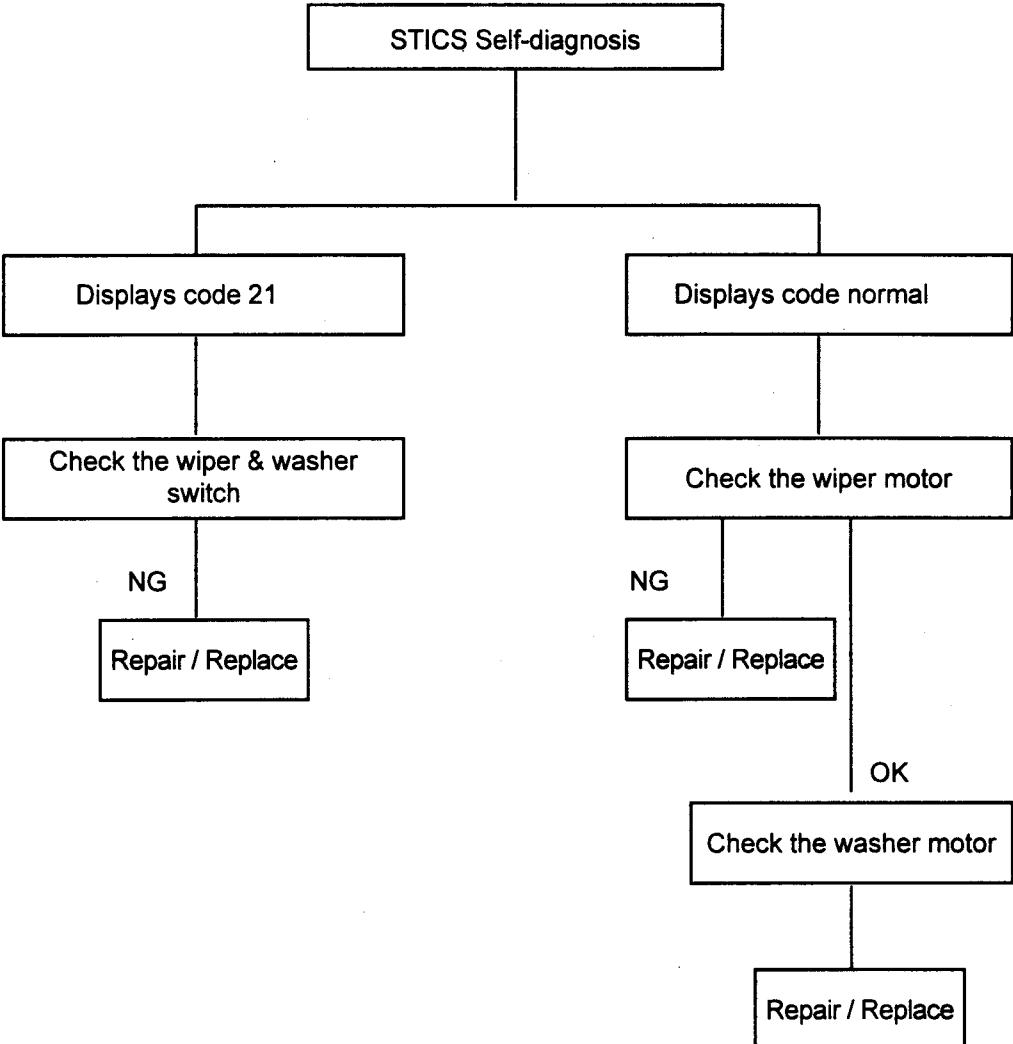 STICS Self-diagnosis
Displays code 21
Displays code normal
Check the wiper & washer
switch
Check the wiper motor
NG
NG
Repair / Replace
Repair / Replace
OK
Check the washer motor
Repair / Replace